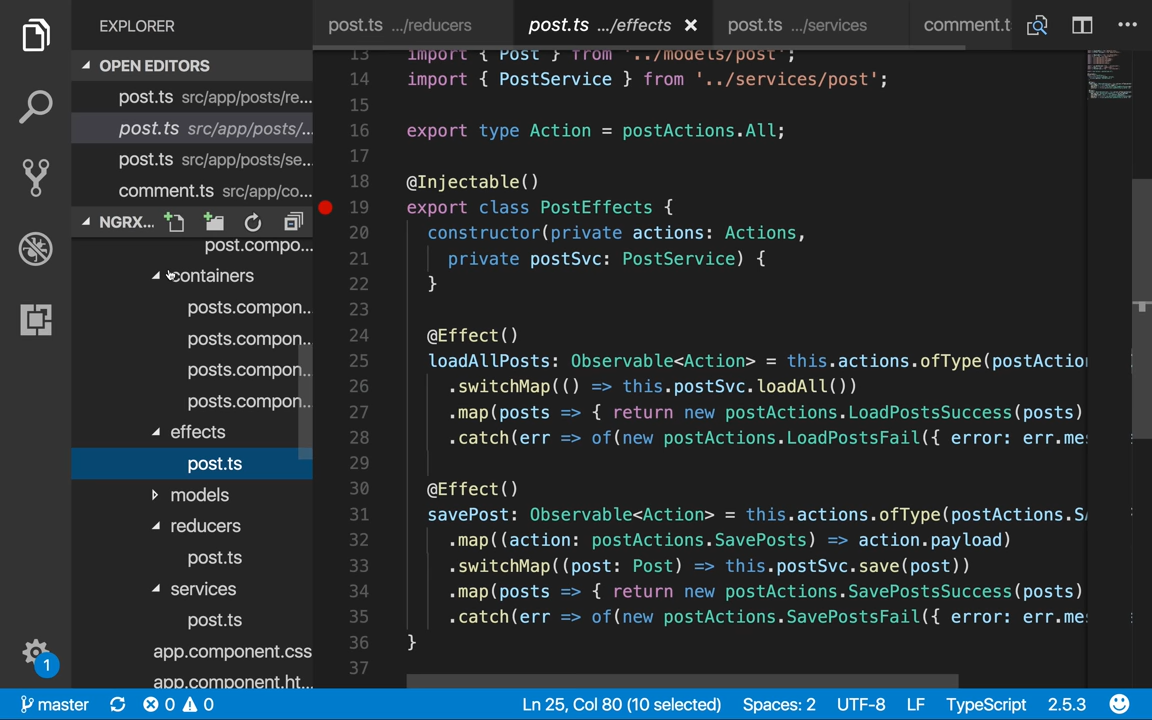 EXPLORER
OPEN EDITORS
post.ts src/app/posts/re...
post.ts src/app/posts/...
post.ts src/app/posts/se...
comment.ts src/app/co...
NGRX...
post.compo...
containers
posts.compon...
posts.compon...
posts.compon...
posts.compon...
effects
post.ts
models
reducers
post.ts
services
post.ts
app.component.css
app.component.ht...
1
post.ts .../reducers
post.ts .../effects
post.ts .../services
comment.t
13 import { Post } from '../models/post';
14 import { PostService } from '../services/post';
15
16 export type Action = postActions.All;
17
18 @Injectable()
19 export class PostEffects {
20 constructor(private actions: Actions,
21 private postSvc: PostService) {
22 }
23
24 @Effect()
25 loadAllPosts: Observable<Action> = this.actions.ofType(postAction
26 .switchMap(() => this.postSvc.loadAll())
27 .map(posts => { return new postActions.LoadPostsSuccess(posts)
28 .catch(err => of(new postActions.LoadPostsFail({ error: err.mes
29
30 @Effect()
31 savePost: Observable<Action> = this.actions.ofType(postActions.SA
32 .map((action: postActions.SavePosts) => action.payload)
33 .switchMap((post: Post) => this.postSvc.save(post))
34 .map(posts => { return new postActions.SavePostsSuccess(posts)
35 .catch(err => of(new postActions.SavePostsFail({ error: err.mes
36 }
37
master 0 0 Ln 25, Col 80 (10 selected) Spaces: 2 UTF-8 LF TypeScript 2.5.3